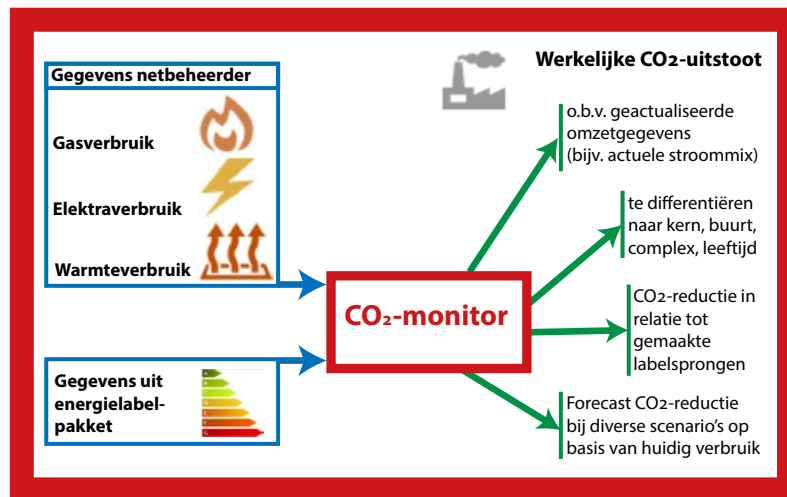 Gegevens netbeheerder
Gasverbruik
Elektraverbruik
Warmteverbruik
Gegevens uit
energielabel-
pakket
CO₂-monitor
Werkelijke CO2-uitstoot
o.b.v. geactualiseerde
omzetgegevens
(bijv. actuele stroommix)
te differentiëren
naar kern, buurt,
complex, leeftijd
CO2-reductie in
relatie tot
gemaakte
labelsprongen
Forecast CO2-reductie
bij diverse scenario's op
basis van huidig verbruik